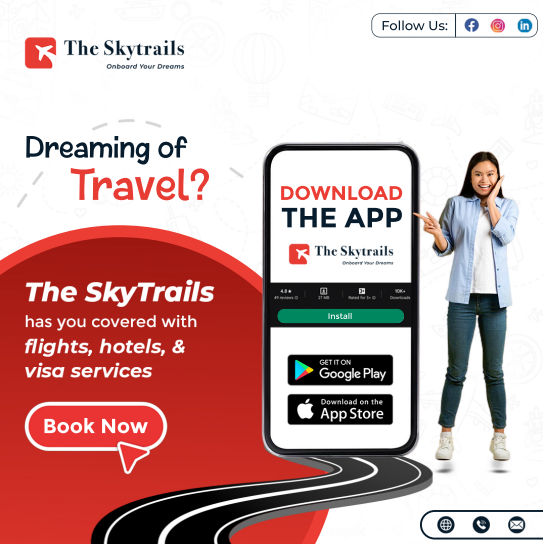 The Skytrails
Onboard Your Dreams
Follow Us:
Dreaming of
Travel?
DOWNLOAD
THE APP
The Skytrails
Onboard Your Dreams
4.8★
49 reviews
27 MB
Rated for 3+
10K+
Downloads
Install
GET IT ON
Google Play
Download on the
App Store
The SkyTrails
has you covered with
flights, hotels, &
visa services
Book Now